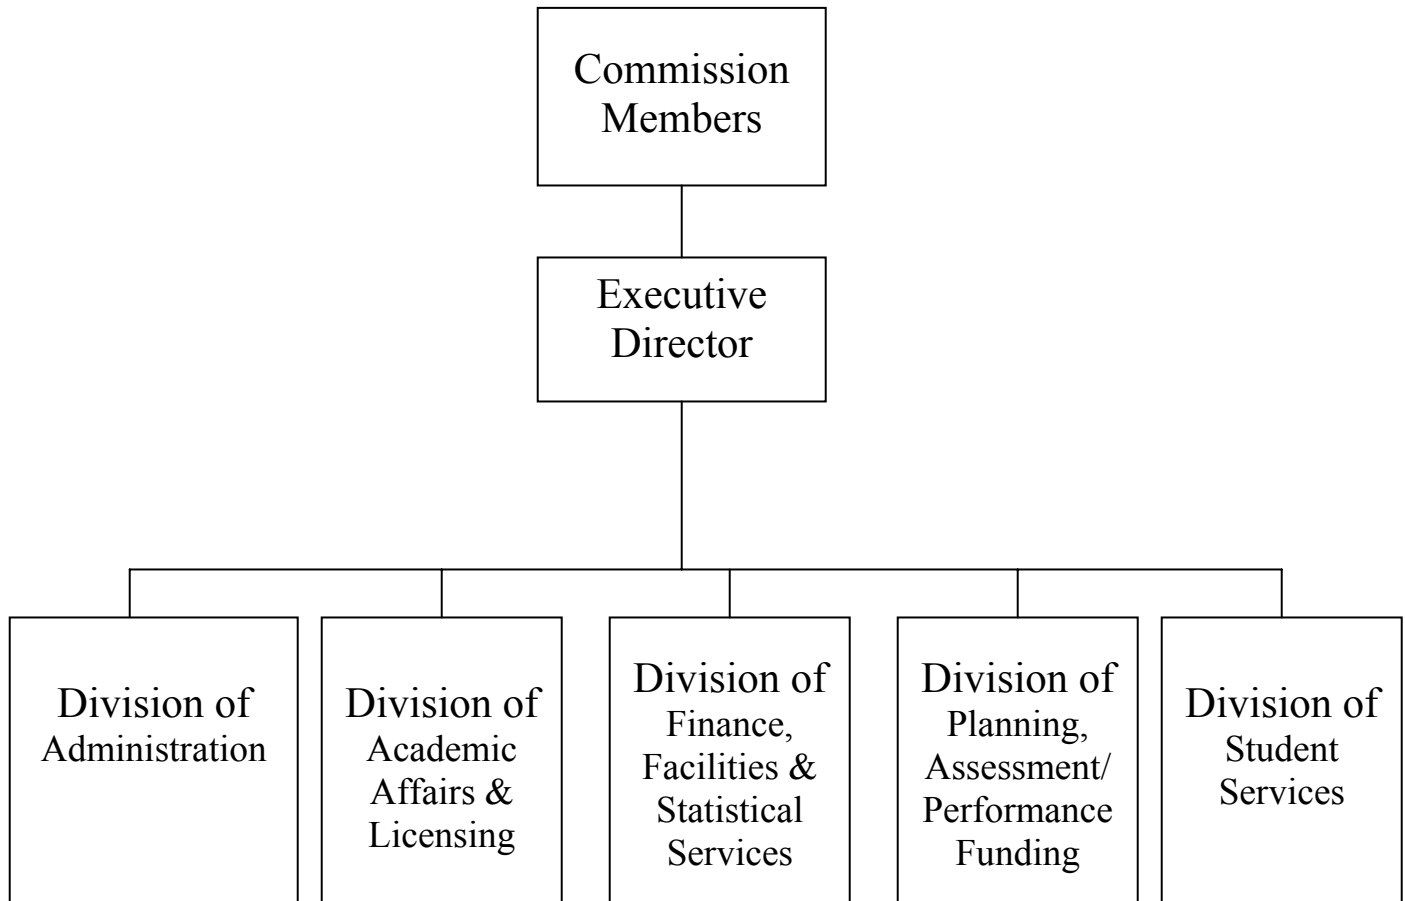 Commission
Members
Executive
Director
Division of
Administration
Division of
Academic
Affairs &
Licensing
Division of
Finance,
Facilities &
Statistical
Services
Division of
Planning,
Assessment/
Performance
Funding
Division of
Student
Services